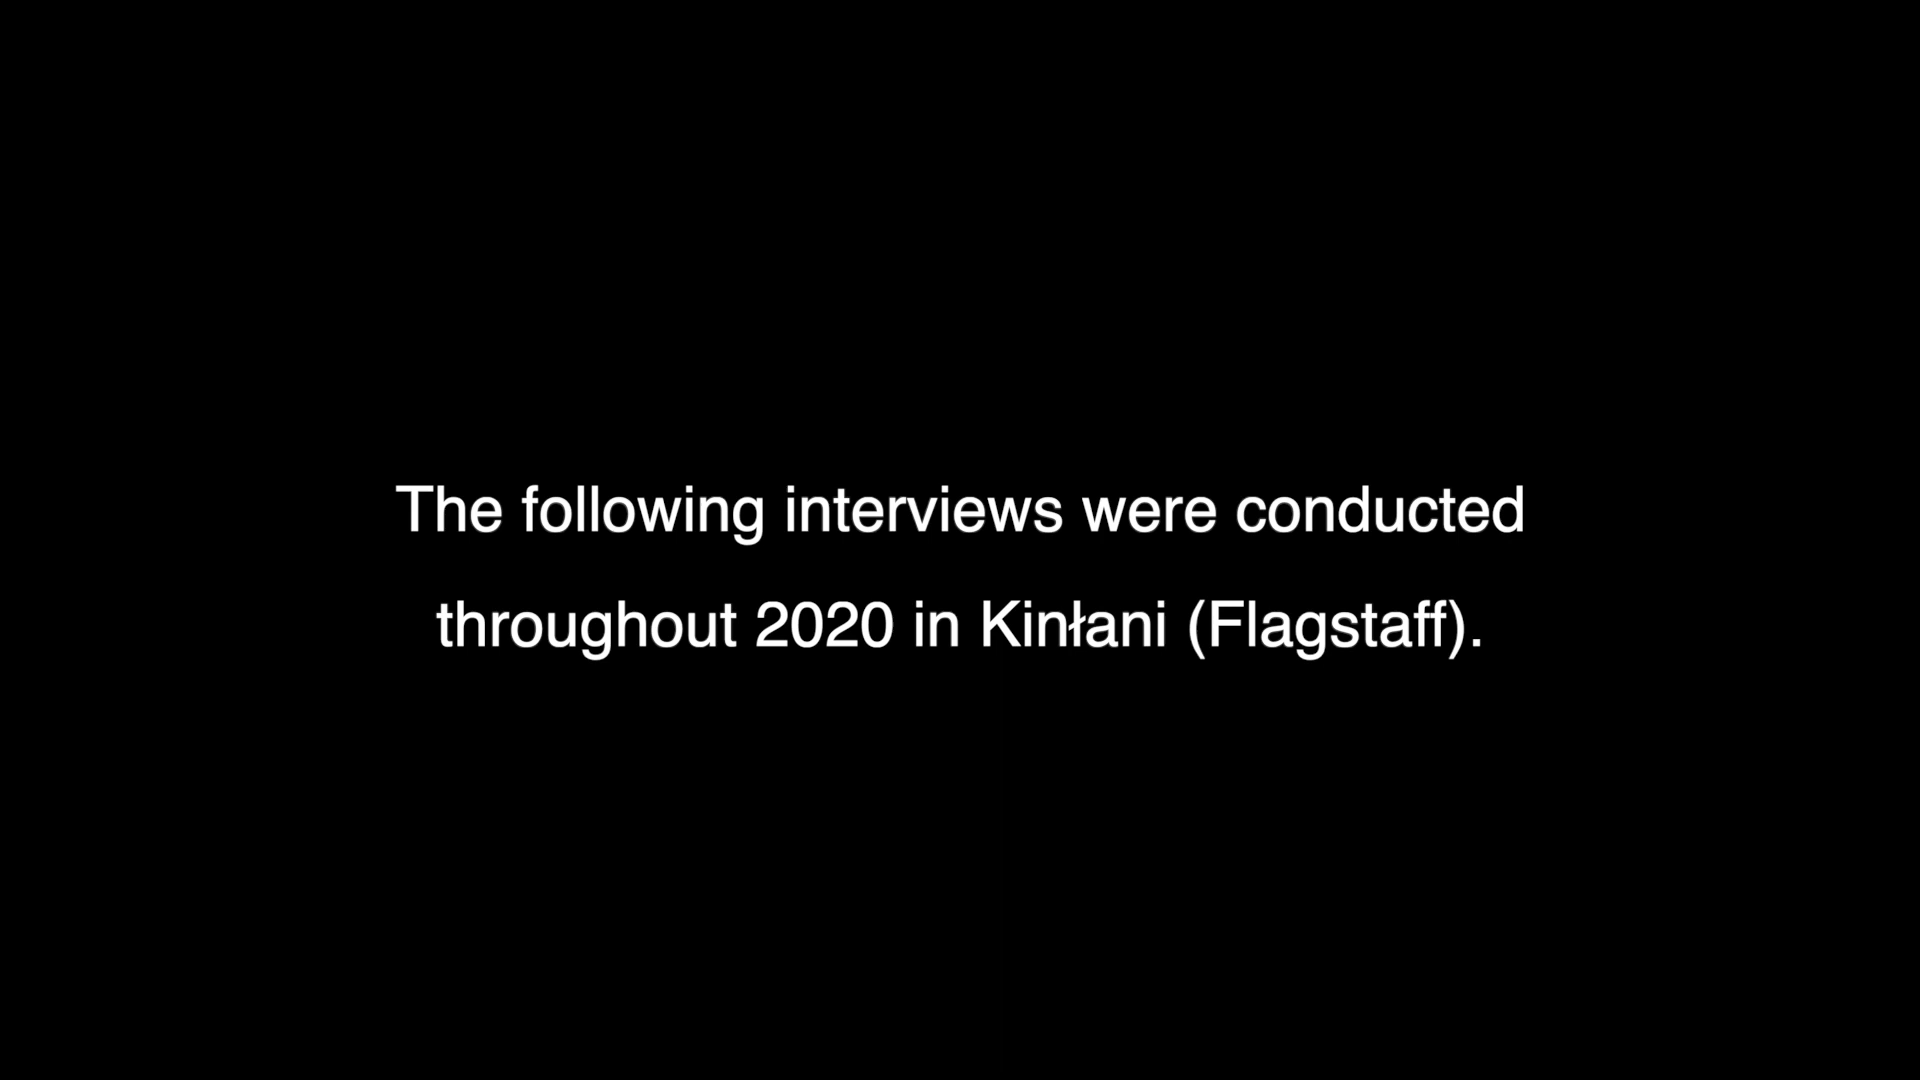 The following interviews were conducted
throughout 2020 in Kinłani (Flagstaff).